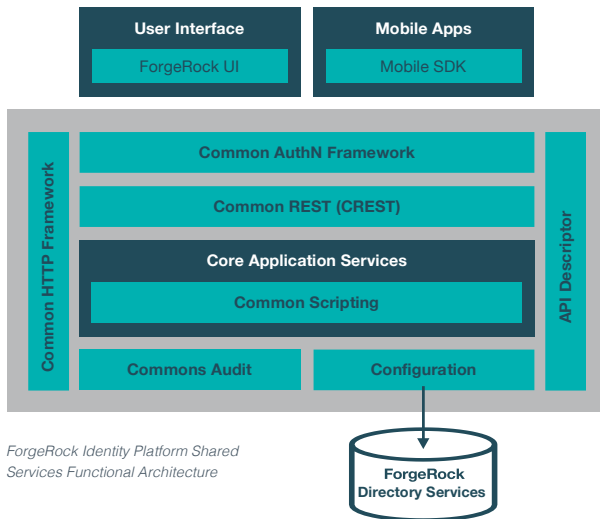 User Interface
ForgeRock UI
Mobile Apps
Mobile SDK
Common HTTP Framework
Common AuthN Framework
Common REST (CREST)
Core Application Services
Common Scripting
Commons Audit
Configuration
API Descriptor
ForgeRock
Directory Services
ForgeRock Identity Platform Shared
Services Functional Architecture